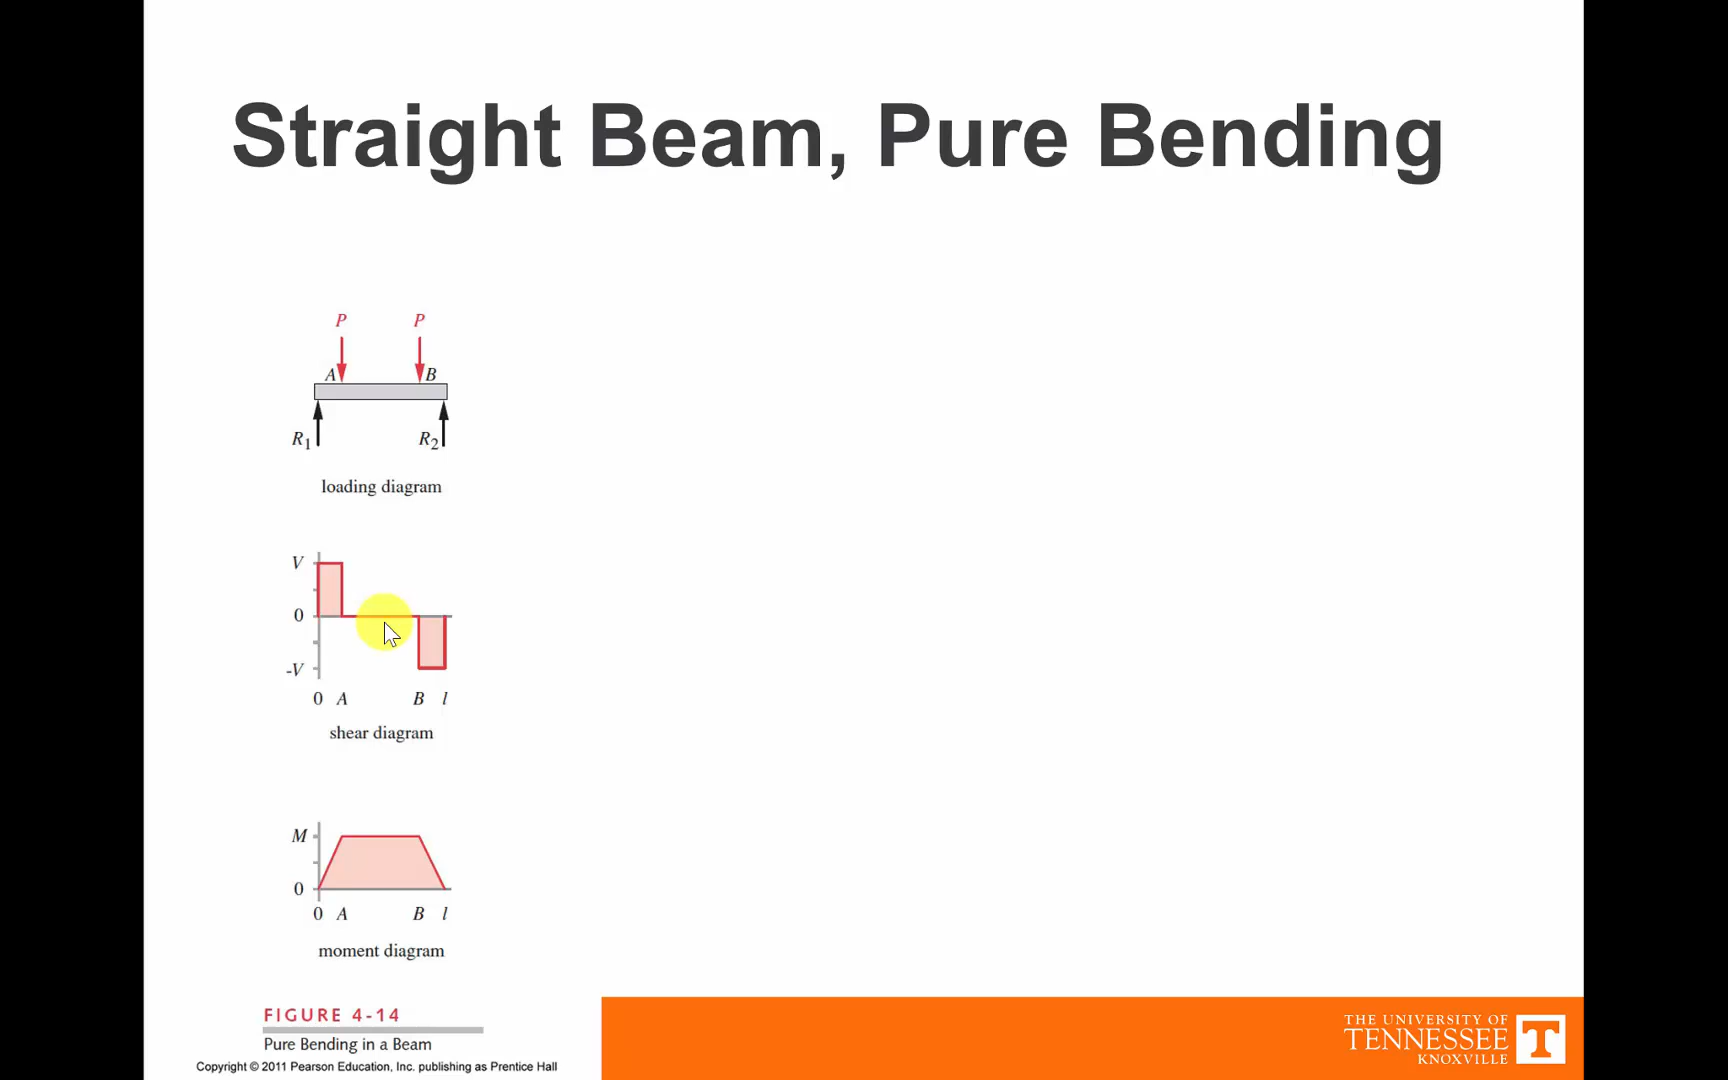 Straight Beam, Pure Bending
P P
A B
R1 R2
loading diagram
V
0
-V
0 A B l
shear diagram
M
0
0 A B l
moment diagram
FIGURE 4-14
Pure Bending in a Beam
Copyright © 2011 Pearson Education, Inc. publishing as Prentice Hall
THE UNIVERSITY OF
TENNESSEE
KNOXVILLE
T